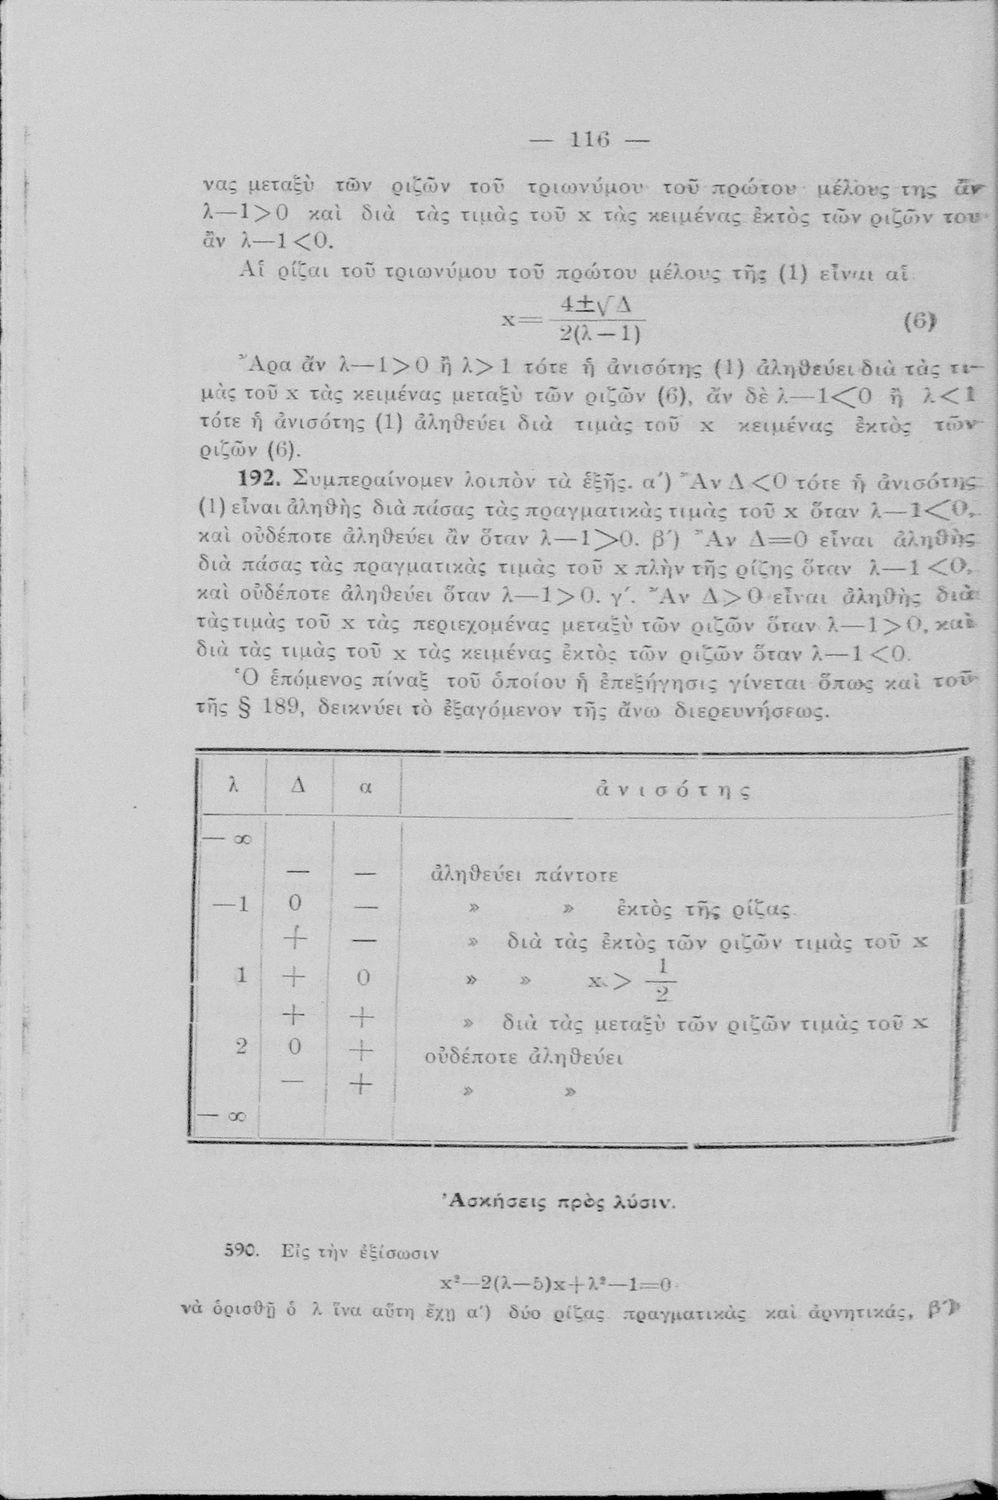 — 116 —
νας μεταξὺ τῶν ριζῶν τοῦ τριωνύμου τοῦ πρώτου μέλους της ἂν
λ—1>0 καὶ διὰ τὰς τιμὰς τοῦ x τὰς κειμένας ἐκτὸς τῶν ριζῶν του
ἂν λ—1<0.
Αἱ ρίζαι τοῦ τριωνύμου τοῦ πρώτου μέλους τῆς (1) εἶναι αἱ
x= 4±√Δ / 2(λ—1) (6)
Ἄρα ἂν λ—1>0 ἢ λ>1 τότε ἡ ἀνισότης (1) ἀληθεύει διὰ τὰς τι—
μὰς τοῦ x τὰς κειμένας μεταξὺ τῶν ριζῶν (6), ἂν δὲ λ—1<0 ἢ λ<1
τότε ἡ ἀνισότης (1) ἀληθεύει διὰ τιμὰς τοῦ x κειμένας ἐκτὸς τῶν
ριζῶν (6).
192. Συμπεραίνομεν λοιπὸν τὰ ἑξῆς. α′) Ἂν Δ<0 τότε ἡ ἀνισότης
(1) εἶναι ἀληθὴς διὰ πάσας τὰς πραγματικὰς τιμὰς τοῦ x ὅταν λ—1<0,
καὶ οὐδέποτε ἀληθεύει ἂν ὅταν λ—1>0. β′) Ἂν Δ=0 εἶναι ἀληθὴς
διὰ πάσας τὰς πραγματικὰς τιμὰς τοῦ x πλὴν τῆς ρίζης ὅταν λ—1<0,
καὶ οὐδέποτε ἀληθεύει ὅταν λ—1>0. γ′. Ἂν Δ>0 εἶναι ἀληθὴς διὰ
τὰς τιμὰς τοῦ x τὰς περιεχομένας μεταξὺ τῶν ριζῶν ὅταν λ—1>0, καὶ
διὰ τὰς τιμὰς τοῦ x τὰς κειμένας ἐκτὸς τῶν ριζῶν ὅταν λ—1<0.
Ὁ ἑπόμενος πίναξ τοῦ ὁποίου ἡ ἐπεξήγησις γίνεται ὅπως καὶ τοῦ
τῆς § 189, δεικνύει τὸ ἐξαγόμενον τῆς ἄνω διερευνήσεως.
λ Δ α ἀνισότης
— ∞
— — ἀληθεύει πάντοτε
—1 0 — » » ἐκτὸς τῆς ρίζας
+ — » διὰ τὰς ἐκτὸς τῶν ριζῶν τιμὰς τοῦ x
1 + 0 » » x > 1/2
+ + » διὰ τὰς μεταξὺ τῶν ριζῶν τιμὰς τοῦ x
2 0 + οὐδέποτε ἀληθεύει
— + » »
— ∞
Ἀσκήσεις πρὸς λύσιν.
590. Εἰς τὴν ἐξίσωσιν
x²—2(λ—5)x+λ²—1=0
νὰ ὁρισθῇ ὁ λ ἵνα αὕτη ἔχῃ α′) δύο ρίζας πραγματικὰς καὶ ἀρνητικάς, β′)